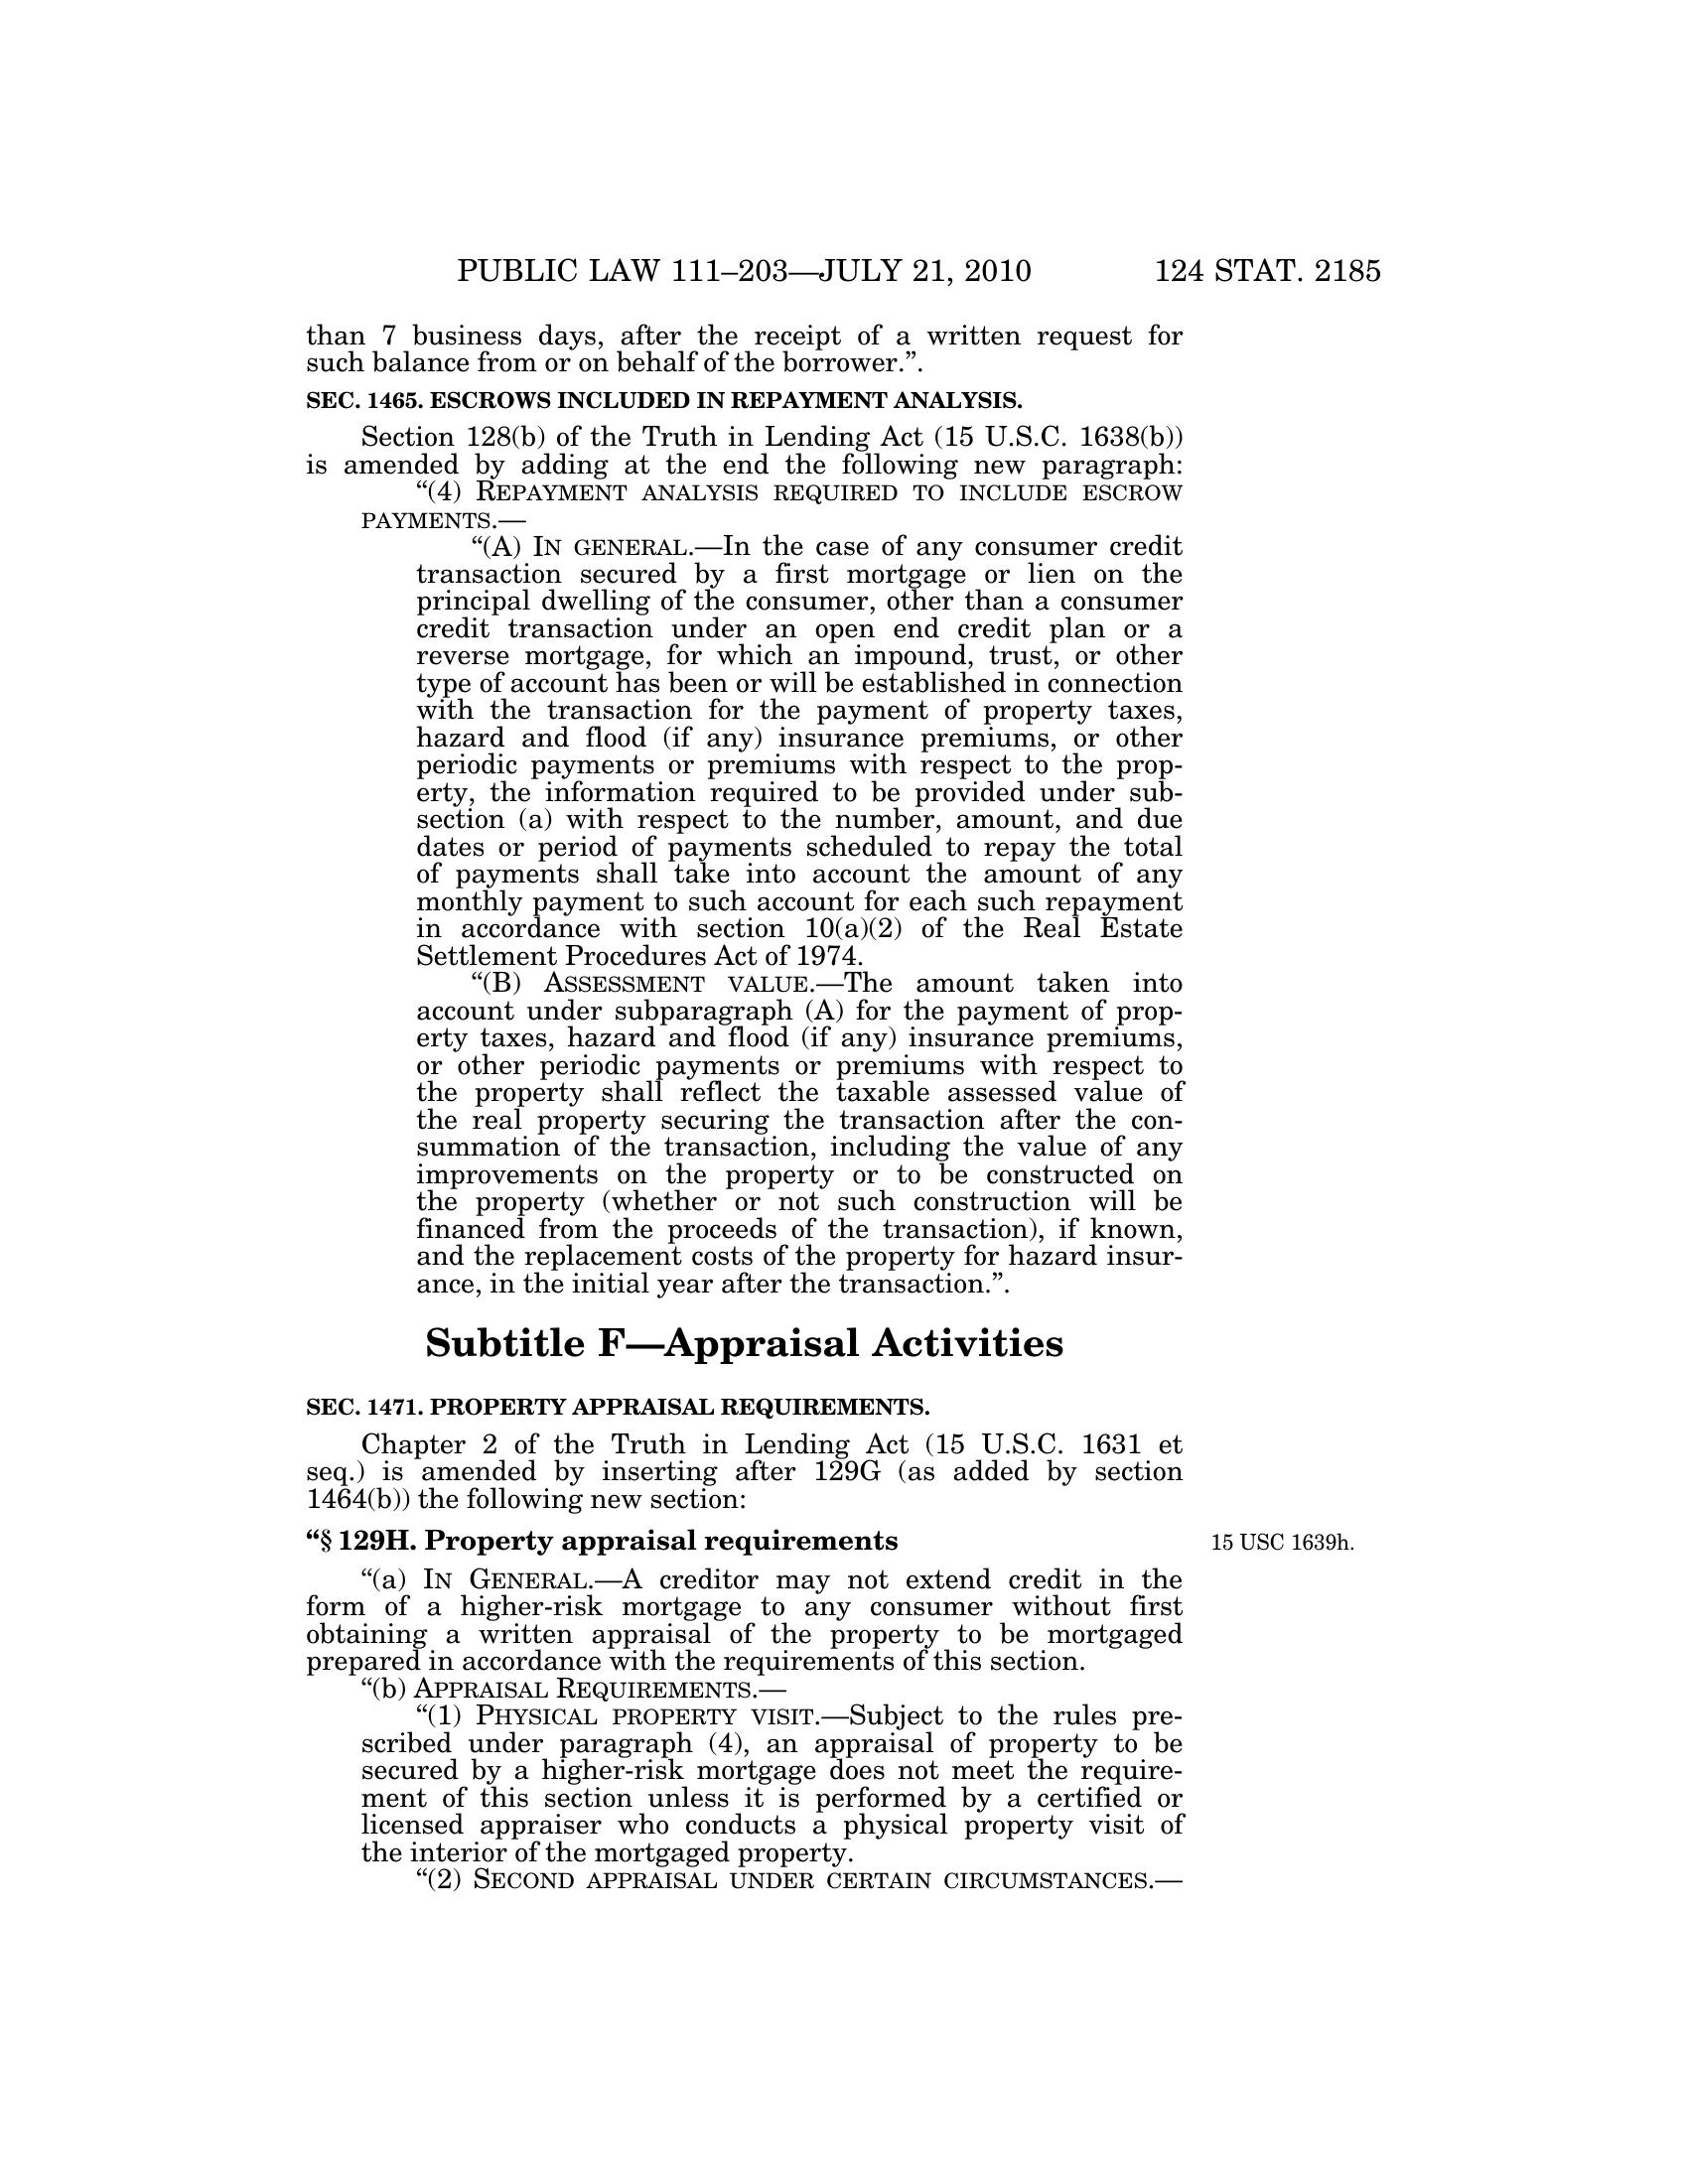 PUBLIC LAW 111–203—JULY 21, 2010 124 STAT. 2185
than 7 business days, after the receipt of a written request for
such balance from or on behalf of the borrower.”.
SEC. 1465. ESCROWS INCLUDED IN REPAYMENT ANALYSIS.
Section 128(b) of the Truth in Lending Act (15 U.S.C. 1638(b))
is amended by adding at the end the following new paragraph:
“(4) REPAYMENT ANALYSIS REQUIRED TO INCLUDE ESCROW
PAYMENTS.—
“(A) IN GENERAL.—In the case of any consumer credit
transaction secured by a first mortgage or lien on the
principal dwelling of the consumer, other than a consumer
credit transaction under an open end credit plan or a
reverse mortgage, for which an impound, trust, or other
type of account has been or will be established in connection
with the transaction for the payment of property taxes,
hazard and flood (if any) insurance premiums, or other
periodic payments or premiums with respect to the prop-
erty, the information required to be provided under sub-
section (a) with respect to the number, amount, and due
dates or period of payments scheduled to repay the total
of payments shall take into account the amount of any
monthly payment to such account for each such repayment
in accordance with section 10(a)(2) of the Real Estate
Settlement Procedures Act of 1974.
“(B) ASSESSMENT VALUE.—The amount taken into
account under subparagraph (A) for the payment of prop-
erty taxes, hazard and flood (if any) insurance premiums,
or other periodic payments or premiums with respect to
the property shall reflect the taxable assessed value of
the real property securing the transaction after the con-
summation of the transaction, including the value of any
improvements on the property or to be constructed on
the property (whether or not such construction will be
financed from the proceeds of the transaction), if known,
and the replacement costs of the property for hazard insur-
ance, in the initial year after the transaction.”.
Subtitle F—Appraisal Activities
SEC. 1471. PROPERTY APPRAISAL REQUIREMENTS.
Chapter 2 of the Truth in Lending Act (15 U.S.C. 1631 et
seq.) is amended by inserting after 129G (as added by section
1464(b)) the following new section:
“§ 129H. Property appraisal requirements 15 USC 1639h.
“(a) IN GENERAL.—A creditor may not extend credit in the
form of a higher-risk mortgage to any consumer without first
obtaining a written appraisal of the property to be mortgaged
prepared in accordance with the requirements of this section.
“(b) APPRAISAL REQUIREMENTS.—
“(1) PHYSICAL PROPERTY VISIT.—Subject to the rules pre-
scribed under paragraph (4), an appraisal of property to be
secured by a higher-risk mortgage does not meet the require-
ment of this section unless it is performed by a certified or
licensed appraiser who conducts a physical property visit of
the interior of the mortgaged property.
“(2) SECOND APPRAISAL UNDER CERTAIN CIRCUMSTANCES.—